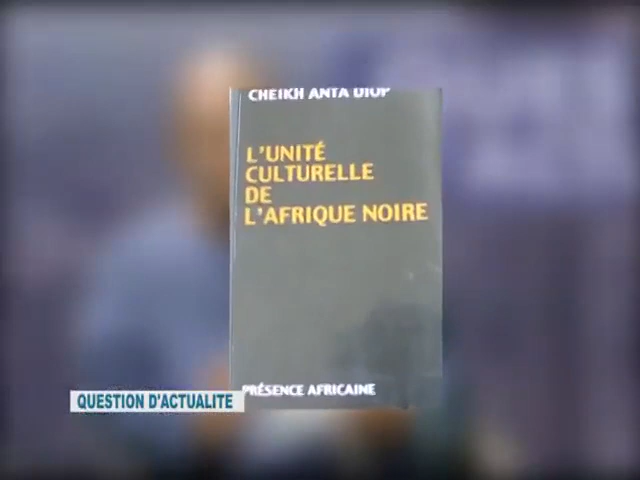 CHEIKH ANTA DIOP
L'UNITÉ
CULTURELLE
DE
L'AFRIQUE NOIRE
PRÉSENCE AFRICAINE
QUESTION D'ACTUALITE